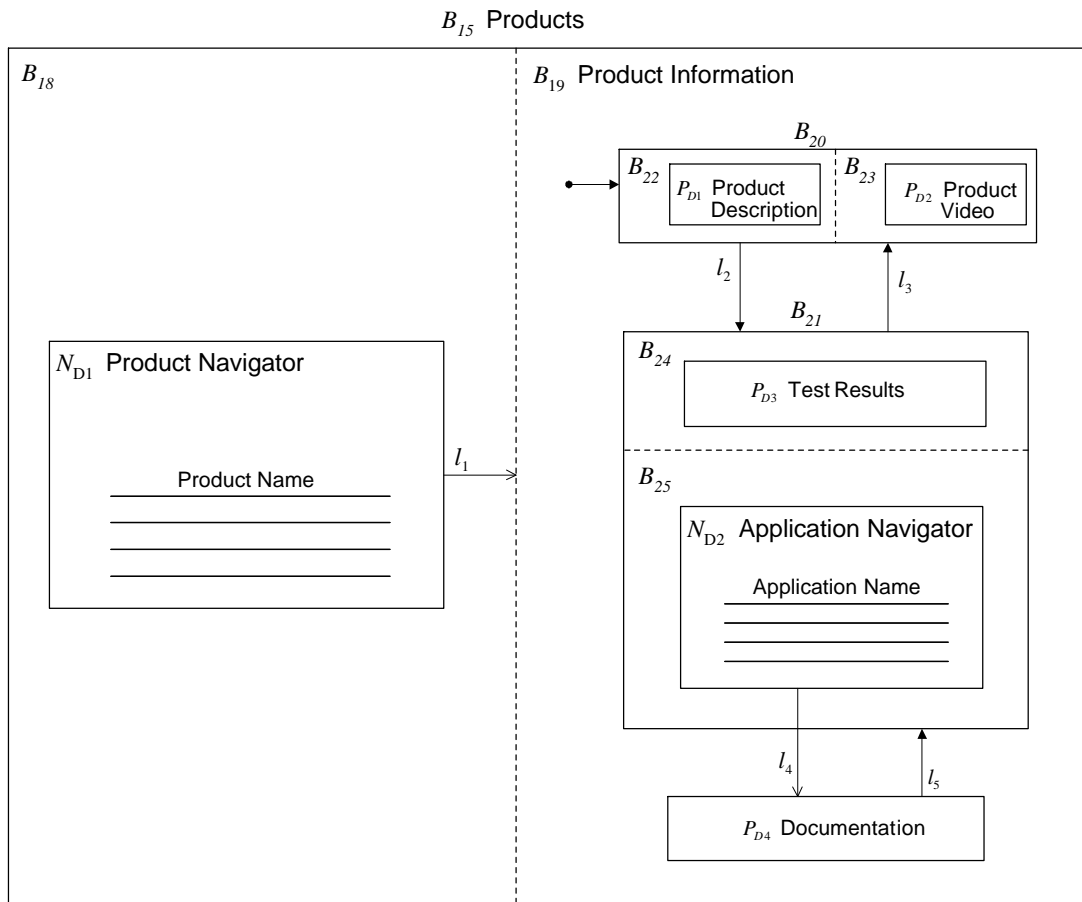 B15 Products
B18
B19 Product Information
B20
B22
PD1 Product
Description
B23
PD2 Product
Video
l2
l3
B21
B24
PD3 Test Results
ND1 Product Navigator
Product Name
l1
B25
ND2 Application Navigator
Application Name
l4
l5
PD4 Documentation